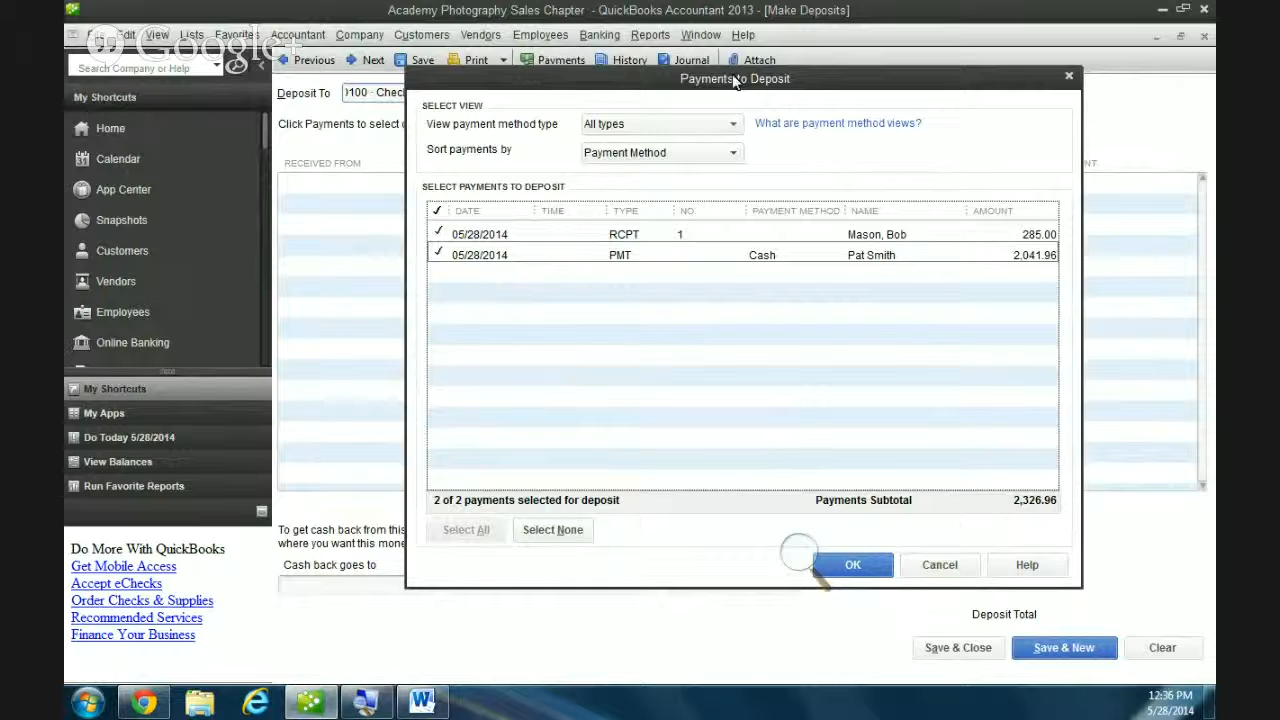 Academy Photography Sales Chapter - QuickBooks Accountant 2013 - [Make Deposits]
Edit View Lists Favorites Accountant Company Customers Vendors Employees Banking Reports Window Help
Google+
Search Company or Help
Previous Next Save Print Payments History Journal Attach
My Shortcuts
Home
Calendar
App Center
Snapshots
Customers
Vendors
Employees
Online Banking
My Shortcuts
My Apps
Do Today 5/28/2014
View Balances
Run Favorite Reports
Do More With QuickBooks
Get Mobile Access
Accept eChecks
Order Checks & Supplies
Recommended Services
Finance Your Business
Deposit To
Click Payments to select
RECEIVED FROM
To get cash back from this
where you want this
Cash back goes to
Payments to Deposit
SELECT VIEW
View payment method type All types What are payment method views?
Sort payments by Payment Method
SELECT PAYMENTS TO DEPOSIT
DATE TIME TYPE NO. PAYMENT METHOD NAME AMOUNT
05/28/2014 RCPT 1 Mason, Bob 285.00
05/28/2014 PMT Cash Pat Smith 2,041.96
2 of 2 payments selected for deposit Payments Subtotal 2,326.96
Select All Select None
OK Cancel Help
Deposit Total
Save & Close Save & New Clear
12:36 PM
5/28/2014